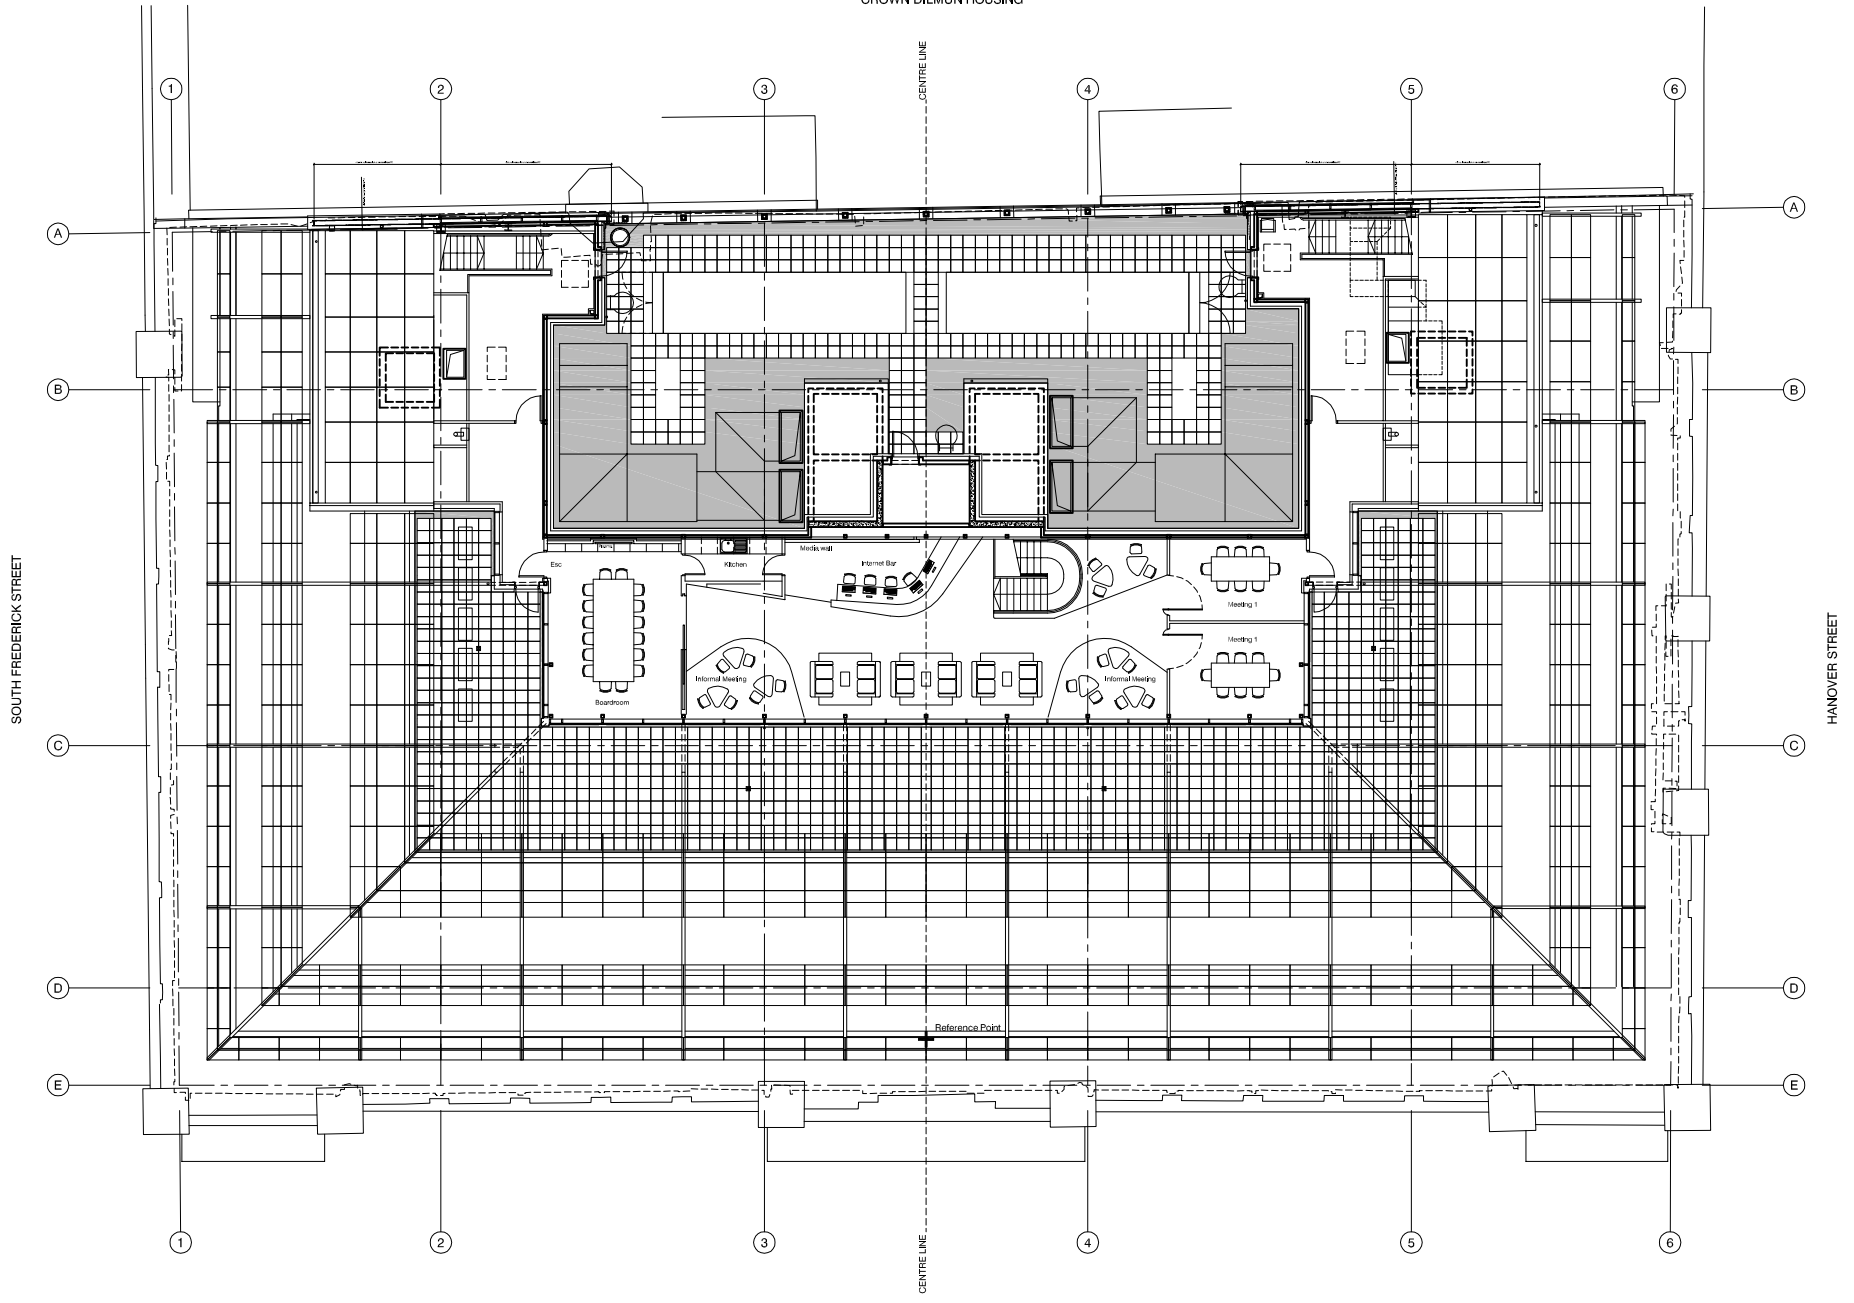 CROWN DILMUN HOUSING
CENTRE LINE
1
2
3
4
5
6
A
A
B
B
SOUTH FREDERICK STREET
HANOVER STREET
Media wall
Esc
Kitchen
Internet Bar
Meeting 1
Meeting 1
Informal Meeting
Informal Meeting
Boardroom
C
C
D
D
Reference Point
E
E
1
2
3
4
5
6
CENTRE LINE